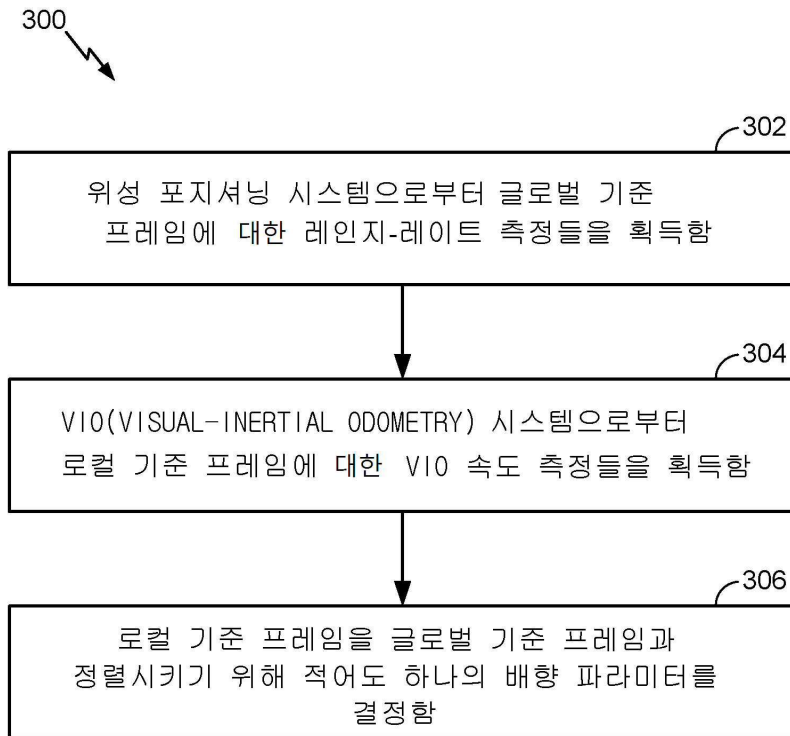 300
302
위성 포지셔닝 시스템으로부터 글로벌 기준
프레임에 대한 레인지-레이트 측정들을 획득함
304
VIO(VISUAL-INERTIAL ODOMETRY) 시스템으로부터
로컬 기준 프레임에 대한 VIO 속도 측정들을 획득함
306
로컬 기준 프레임을 글로벌 기준 프레임과
정렬시키기 위해 적어도 하나의 배향 파라미터를
결정함